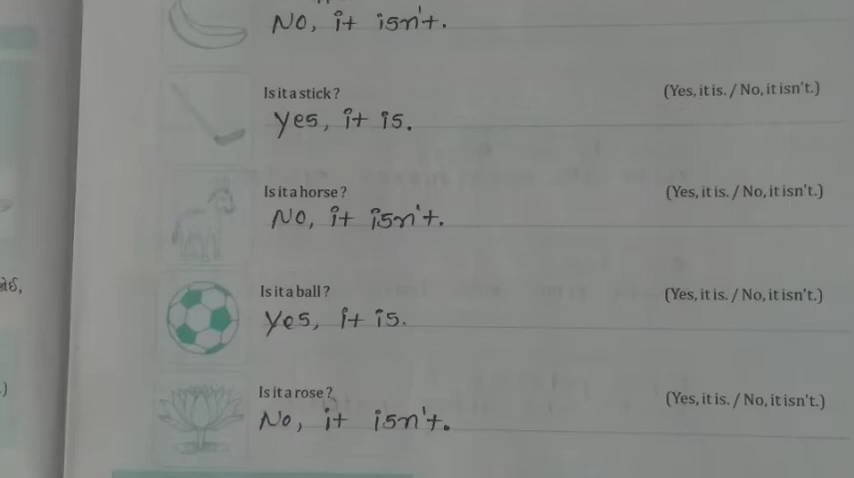 No, it isn't.
Is it a stick ? (Yes, it is. / No, it isn't.)
Yes, it is.
Is it a horse ? (Yes, it is. / No, it isn't.)
No, it isn't.
Is it a ball ? (Yes, it is. / No, it isn't.)
Yes, it is.
Is it a rose ? (Yes, it is. / No, it isn't.)
No, it isn't.